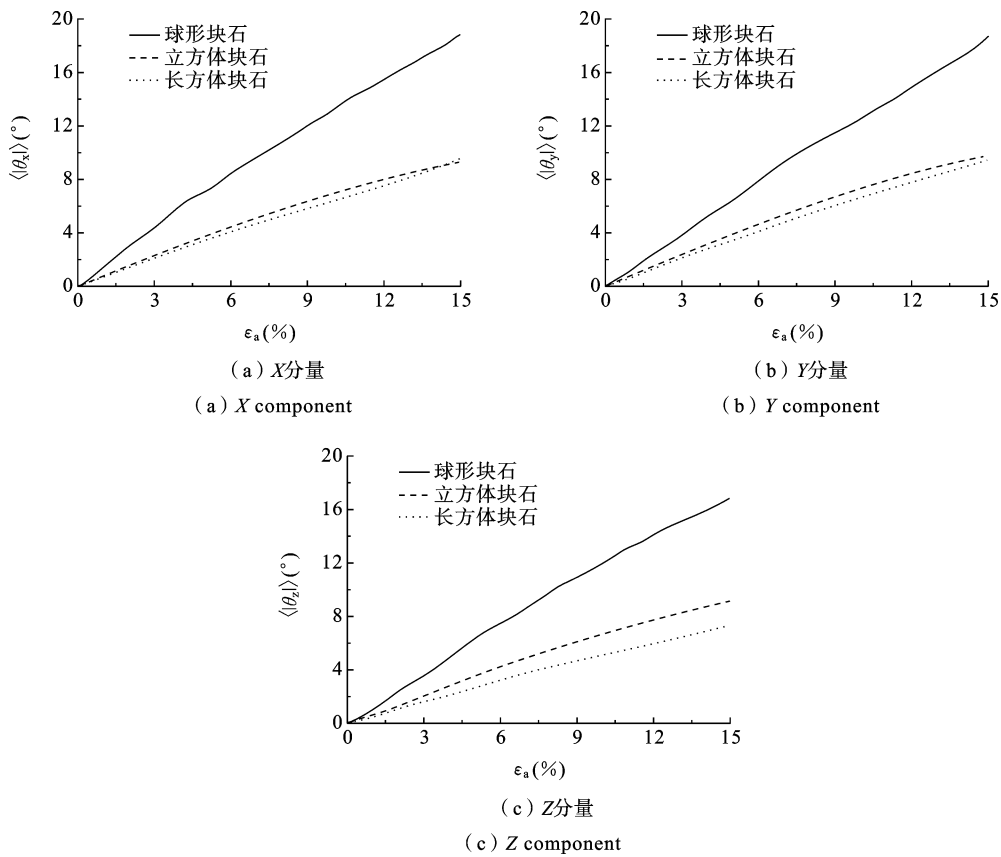 20
16
12
8
4
0
0 3 6 9 12 15
⟨|θx|⟩(°)
球形块石
立方体块石
长方体块石
εa(%)
(a)X分量
(a)X component
20
16
12
8
4
0
0 3 6 9 12 15
⟨|θy|⟩(°)
球形块石
立方体块石
长方体块石
εa(%)
(b)Y分量
(b)Y component
20
16
12
8
4
0
0 3 6 9 12 15
⟨|θz|⟩(°)
球形块石
立方体块石
长方体块石
εa(%)
(c)Z分量
(c)Z component